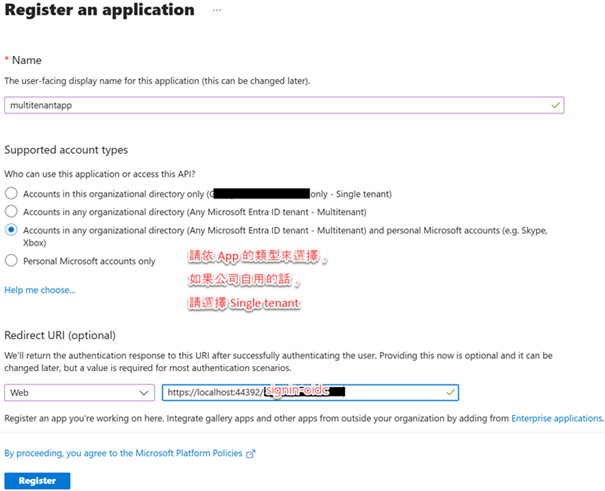 Register an application ...
* Name
The user-facing display name for this application (this can be changed later).
multitenantapp
Supported account types
Who can use this application or access this API?
Accounts in this organizational directory only ( only - Single tenant)
Accounts in any organizational directory (Any Microsoft Entra ID tenant - Multitenant)
Accounts in any organizational directory (Any Microsoft Entra ID tenant - Multitenant) and personal Microsoft accounts (e.g. Skype,
Xbox)
Personal Microsoft accounts only
請依 App 的類型來選擇,
如果公司自用的話,
請選擇 Single tenant
Help me choose...
Redirect URI (optional)
We'll return the authentication response to this URI after successfully authenticating the user. Providing this now is optional and it can be
changed later, but a value is required for most authentication scenarios.
Web
https://localhost:44392/signin-oidc
Register an app you're working on here. Integrate gallery apps and other apps from outside your organization by adding from Enterprise applications.
By proceeding, you agree to the Microsoft Platform Policies
Register